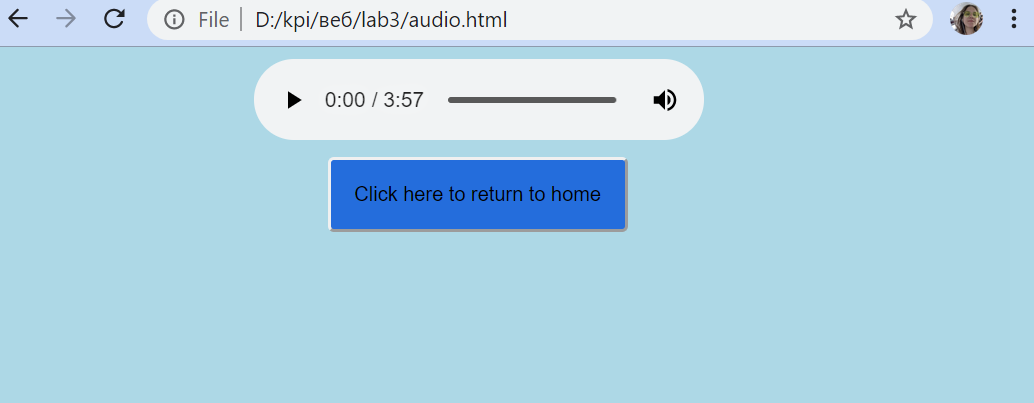 File | D:/kpi/веб/lab3/audio.html
0:00 / 3:57
Click here to return to home